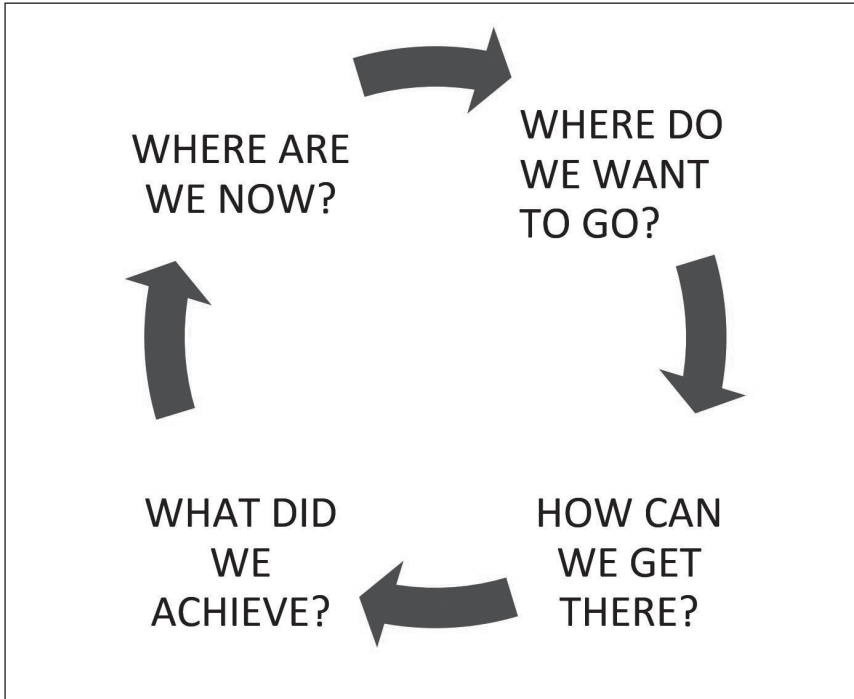 WHERE ARE
WE NOW?
WHERE DO
WE WANT
TO GO?
HOW CAN
WE GET
THERE?
WHAT DID
WE
ACHIEVE?